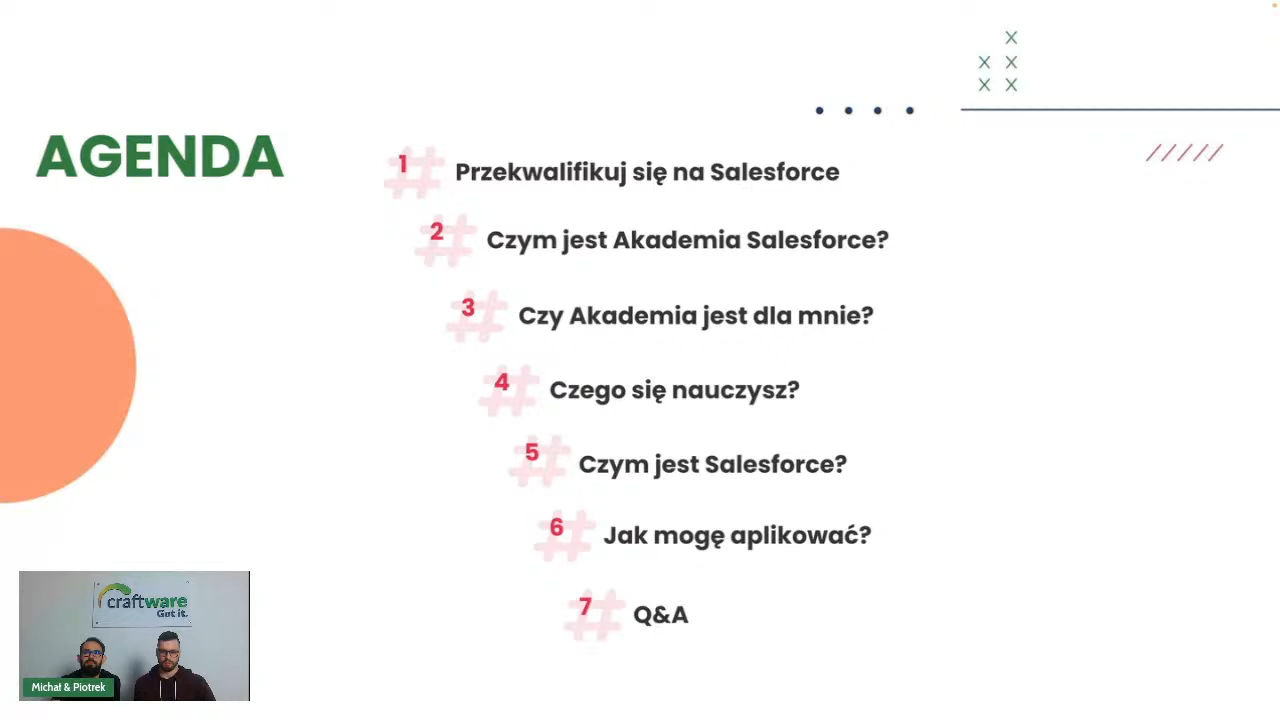 AGENDA
1 Przekwalifikuj się na Salesforce
2 Czym jest Akademia Salesforce?
3 Czy Akademia jest dla mnie?
4 Czego się nauczysz?
5 Czym jest Salesforce?
6 Jak mogę aplikować?
7 Q&A
craftware
Got it.
Michał & Piotrek